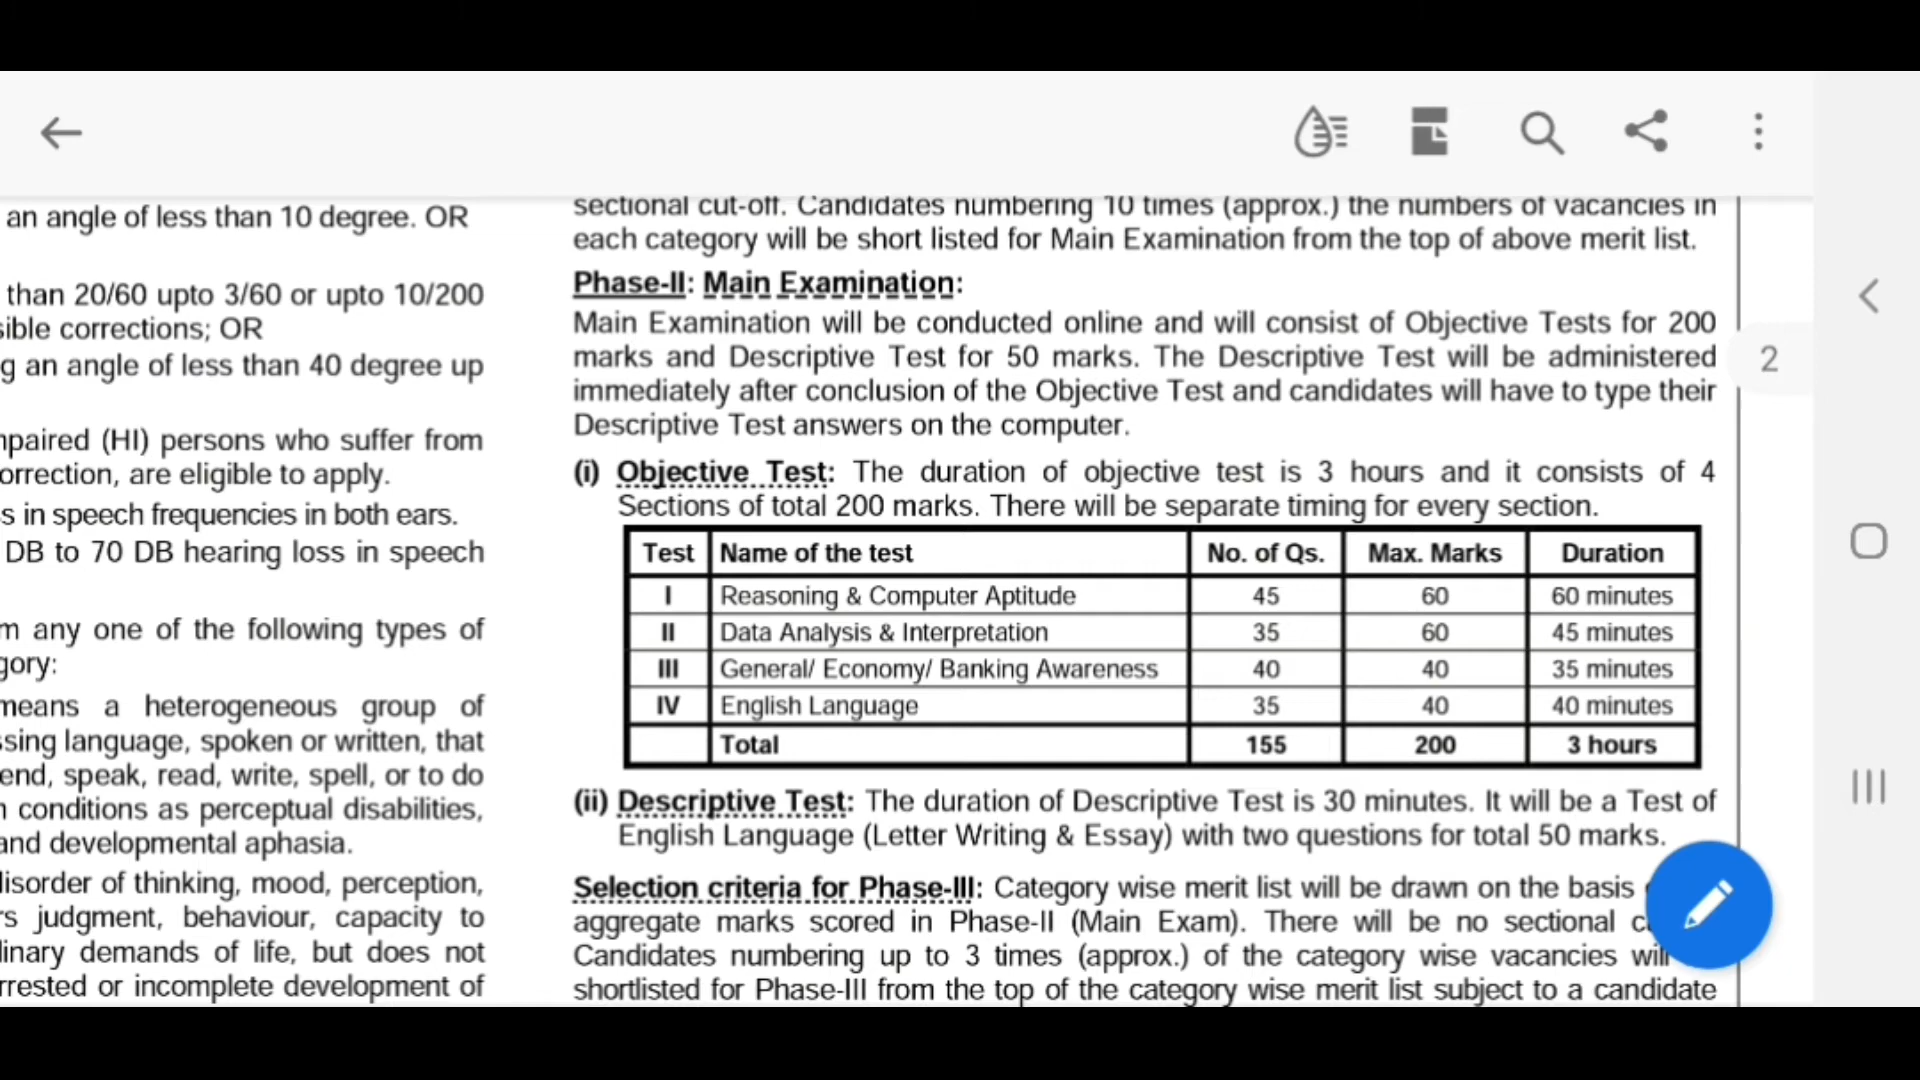 an angle of less than 10 degree. OR
than 20/60 upto 3/60 or upto 10/200
sible corrections; OR
g an angle of less than 40 degree up
npaired (HI) persons who suffer from
orrection, are eligible to apply.
s in speech frequencies in both ears.
DB to 70 DB hearing loss in speech
m any one of the following types of
gory:
means a heterogeneous group of
ssing language, spoken or written, that
end, speak, read, write, spell, or to do
n conditions as perceptual disabilities,
and developmental aphasia.
disorder of thinking, mood, perception,
rs judgment, behaviour, capacity to
linary demands of life, but does not
rrested or incomplete development of
sectional cut-off. Candidates numbering 10 times (approx.) the numbers of vacancies in
each category will be short listed for Main Examination from the top of above merit list.
Phase-II: Main Examination:
Main Examination will be conducted online and will consist of Objective Tests for 200
marks and Descriptive Test for 50 marks. The Descriptive Test will be administered
immediately after conclusion of the Objective Test and candidates will have to type their
Descriptive Test answers on the computer.
(i) Objective Test: The duration of objective test is 3 hours and it consists of 4
Sections of total 200 marks. There will be separate timing for every section.
Test Name of the test No. of Qs. Max. Marks Duration
I Reasoning & Computer Aptitude 45 60 60 minutes
II Data Analysis & Interpretation 35 60 45 minutes
III General/ Economy/ Banking Awareness 40 40 35 minutes
IV English Language 35 40 40 minutes
Total 155 200 3 hours
(ii) Descriptive Test: The duration of Descriptive Test is 30 minutes. It will be a Test of
English Language (Letter Writing & Essay) with two questions for total 50 marks.
Selection criteria for Phase-III: Category wise merit list will be drawn on the basis
aggregate marks scored in Phase-II (Main Exam). There will be no sectional
Candidates numbering up to 3 times (approx.) of the category wise vacancies will
shortlisted for Phase-III from the top of the category wise merit list subject to a candidate
2